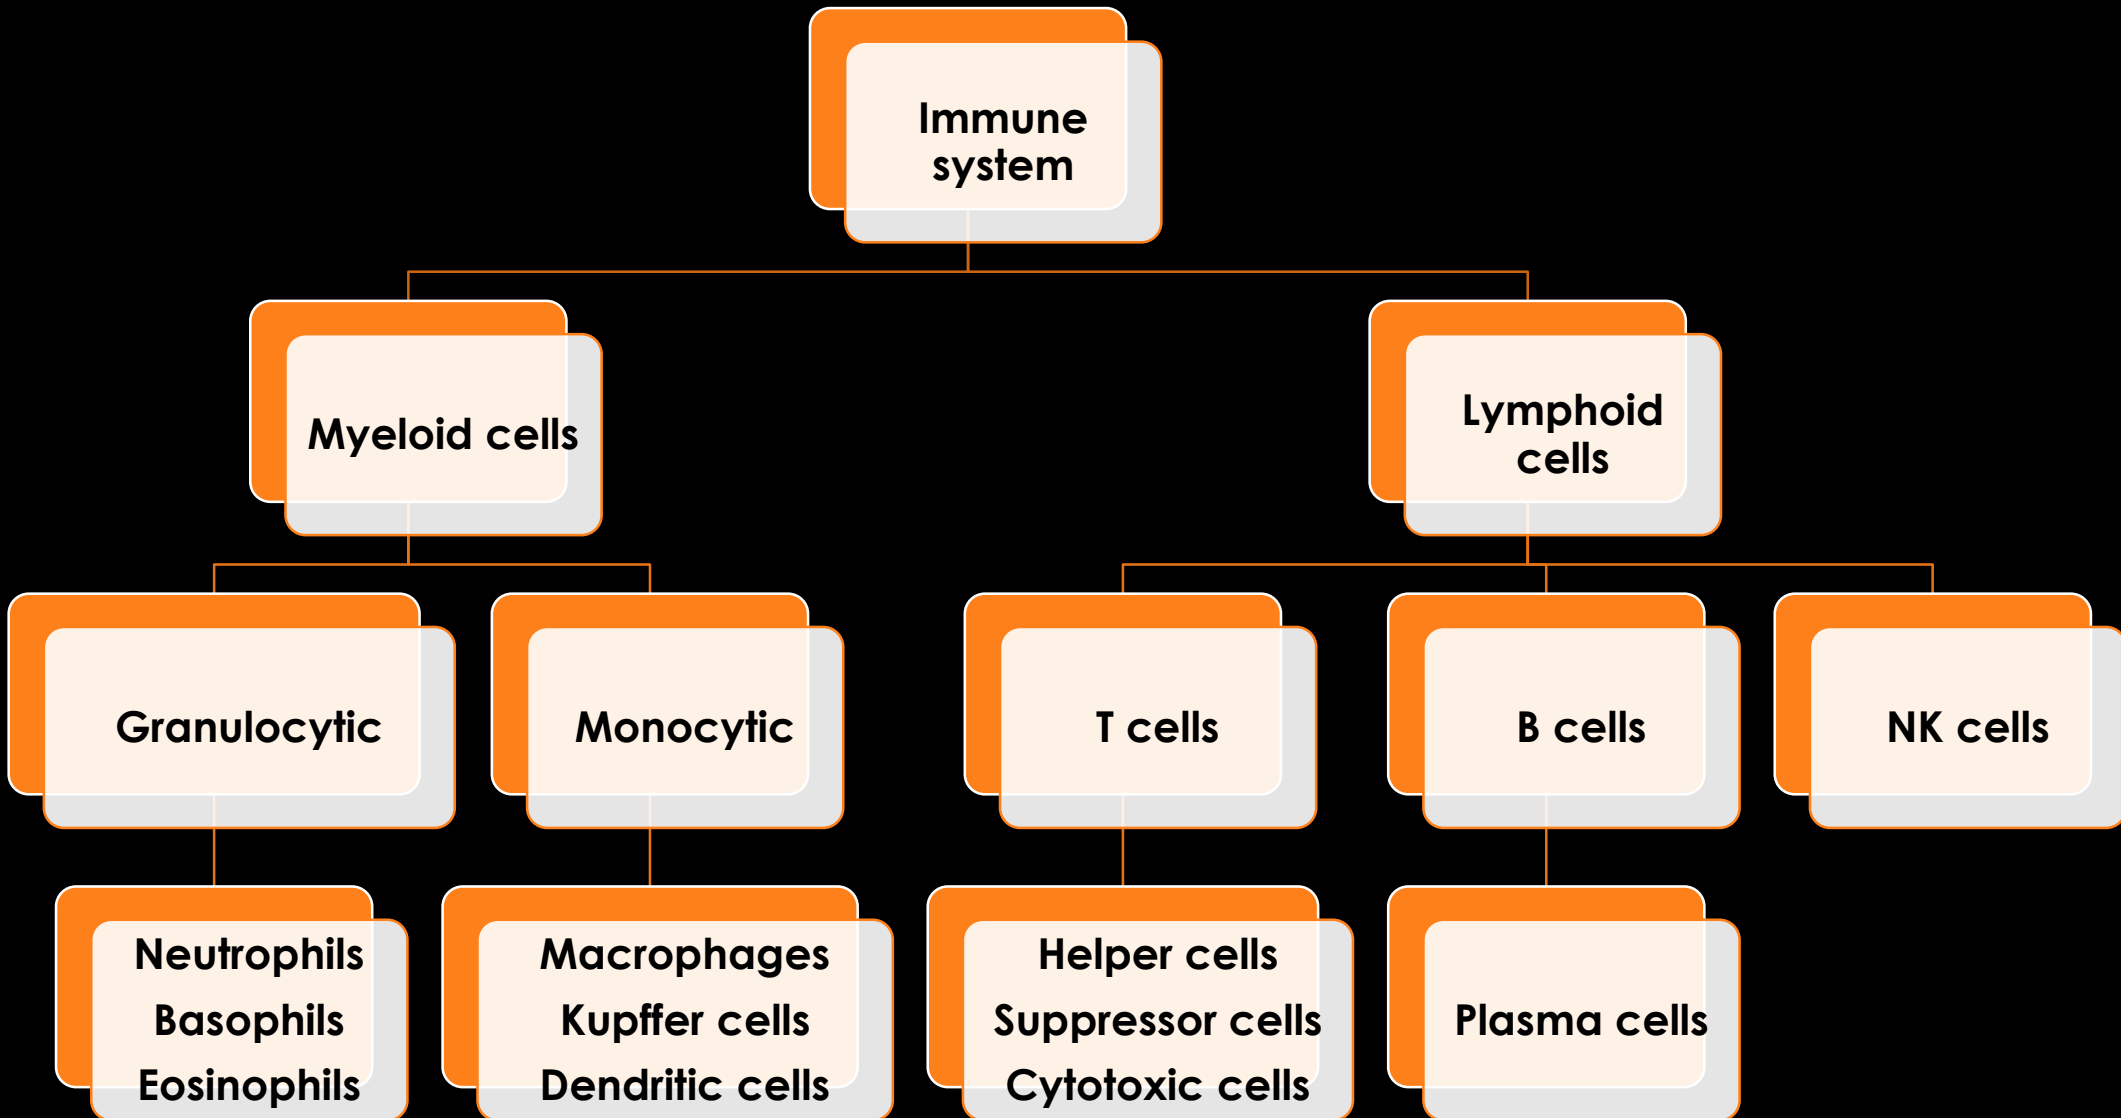 Immune
system
Myeloid cells
Lymphoid
cells
Granulocytic
Monocytic
T cells
B cells
NK cells
Neutrophils
Basophils
Eosinophils
Macrophages
Kupffer cells
Dendritic cells
Helper cells
Suppressor cells
Cytotoxic cells
Plasma cells